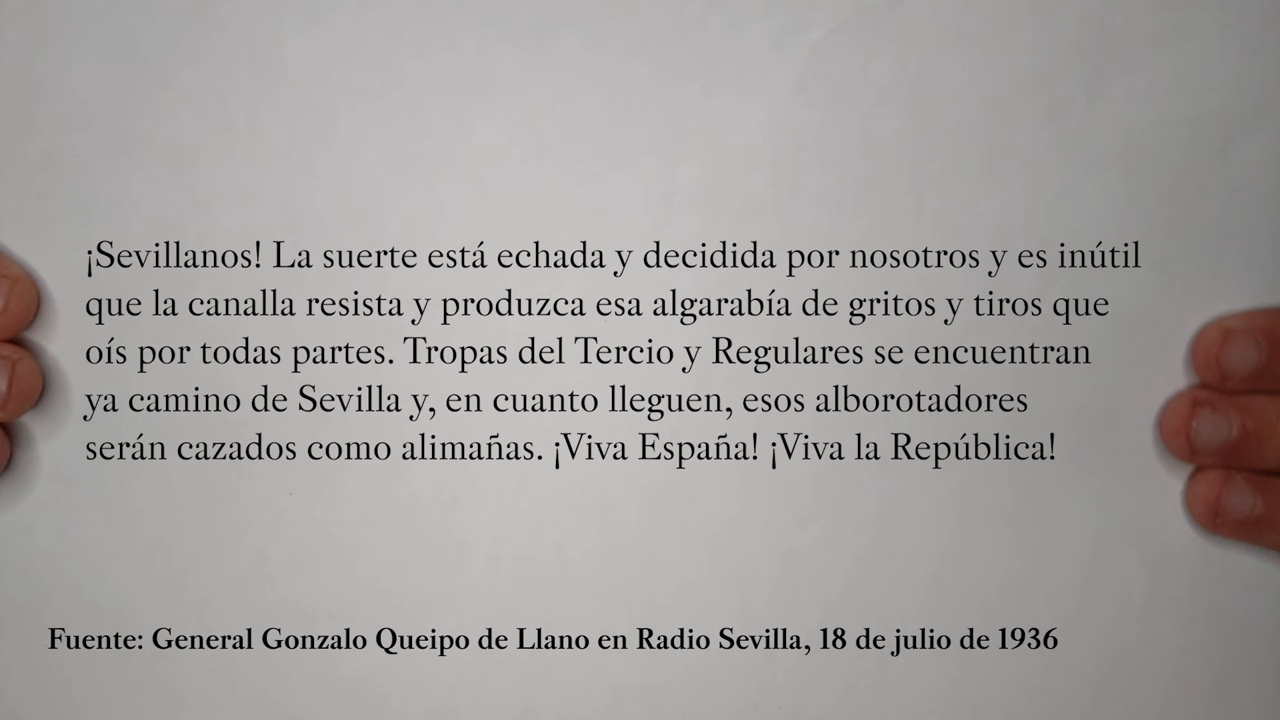 ¡Sevillanos! La suerte está echada y decidida por nosotros y es inútil
que la canalla resista y produzca esa algarabía de gritos y tiros que
oís por todas partes. Tropas del Tercio y Regulares se encuentran
ya camino de Sevilla y, en cuanto lleguen, esos alborotadores
serán cazados como alimañas. ¡Viva España! ¡Viva la República!
Fuente: General Gonzalo Queipo de Llano en Radio Sevilla, 18 de julio de 1936